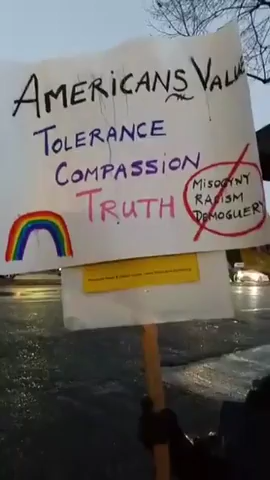 AMERICANS VALUE
TOLERANCE
COMPASSION
TRUTH
MISOGYNY
RACISM
DEMOGUERY